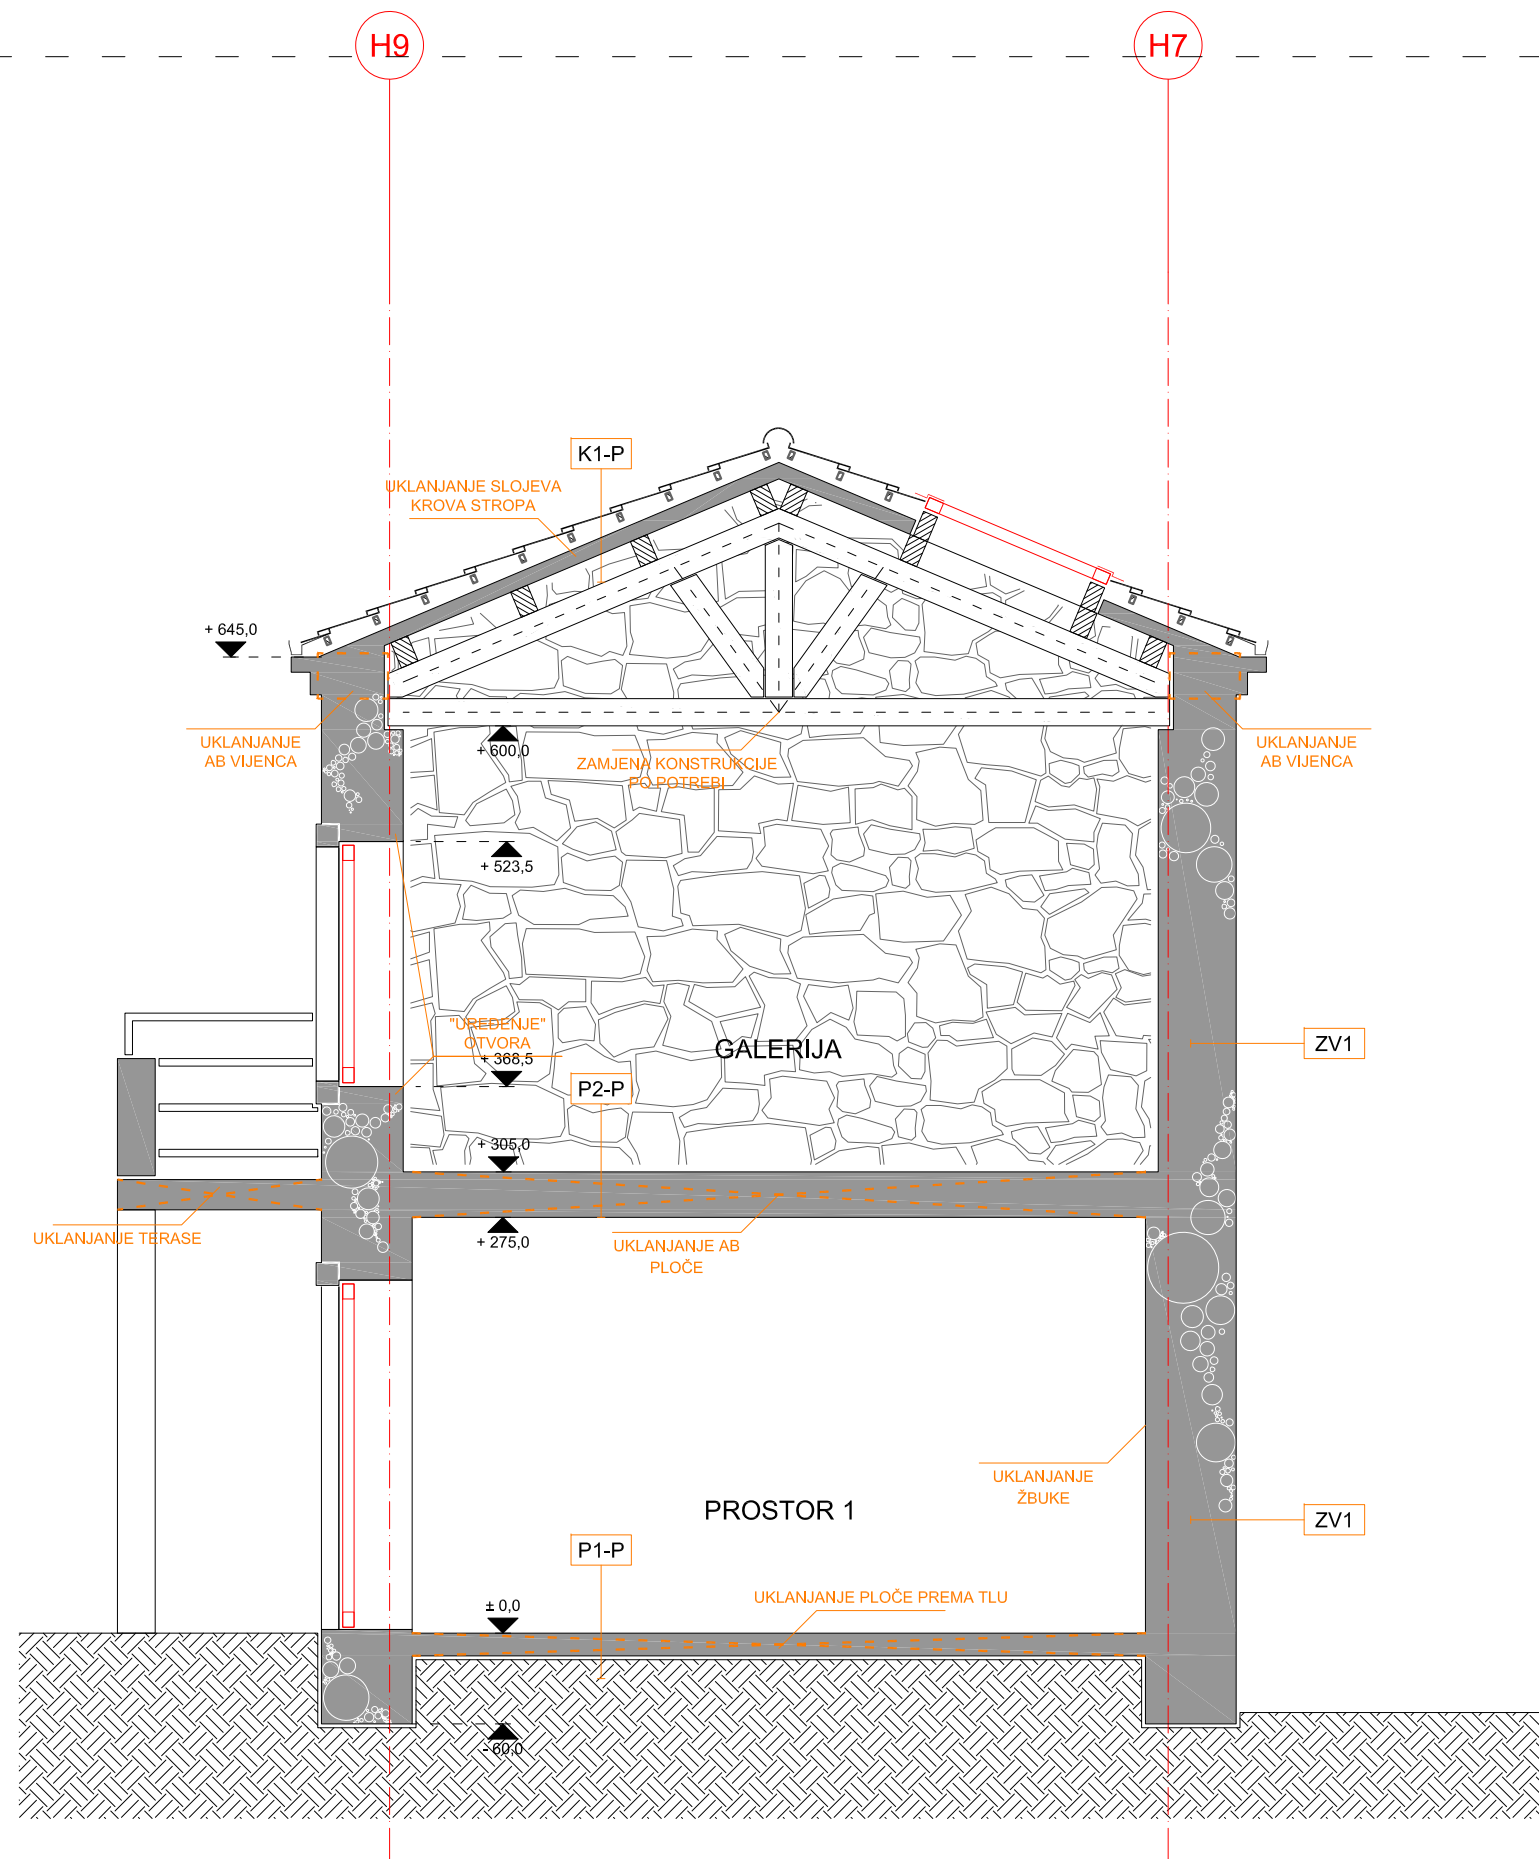 H9
H7
K1-P
UKLANJANJE SLOJEVA
KROVA STROPA
+ 645,0
UKLANJANJE
AB VIJENCA
+ 600,0
ZAMJENA KONSTRUKCIJE
PO POTREBI
UKLANJANJE
AB VIJENCA
+ 523,5
"UREĐENJE"
OTVORA
+ 368,5
GALERIJA
ZV1
P2-P
+ 305,0
UKLANJANJE TERASE
+ 275,0
UKLANJANJE AB
PLOČE
UKLANJANJE
ŽBUKE
PROSTOR 1
ZV1
P1-P
± 0,0
UKLANJANJE PLOČE PREMA TLU
- 60,0